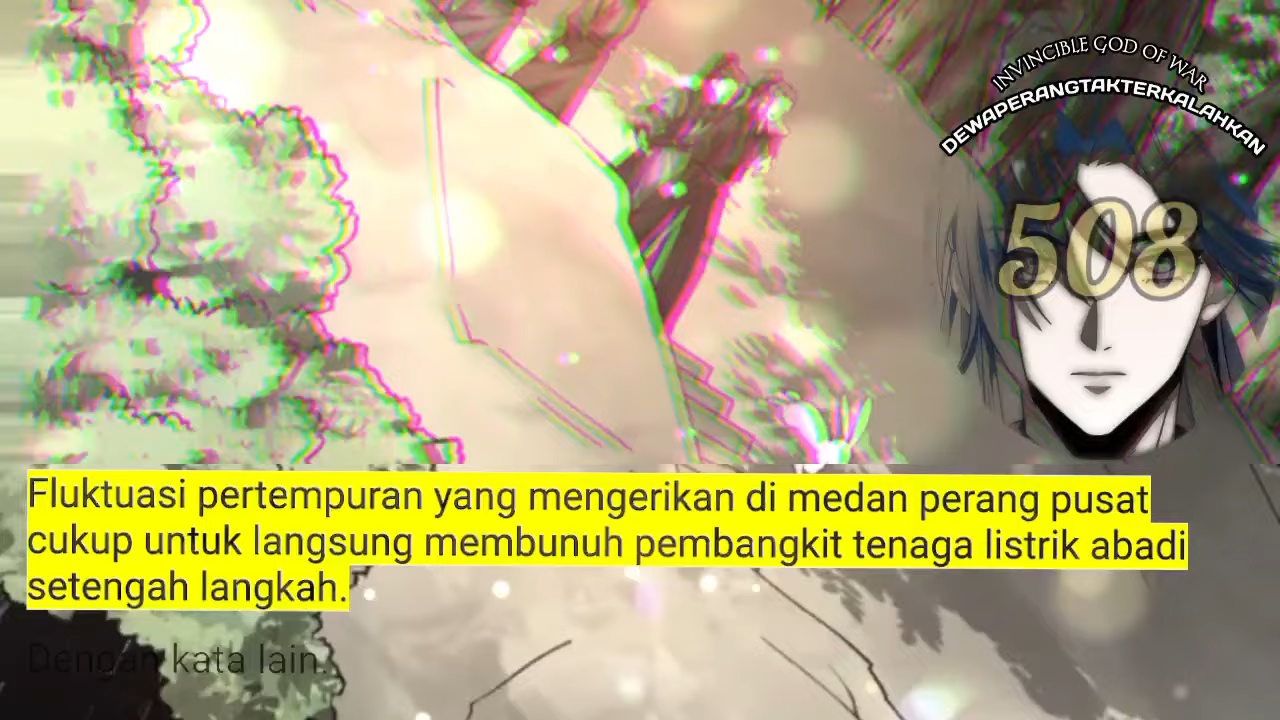 INVINCIBLE GOD OF WAR
DEWAPERANGTAKTERKALAHKAN
508
Fluktuasi pertempuran yang mengerikan di medan perang pusat
cukup untuk langsung membunuh pembangkit tenaga listrik abadi
setengah langkah.
Dengan kata lain.